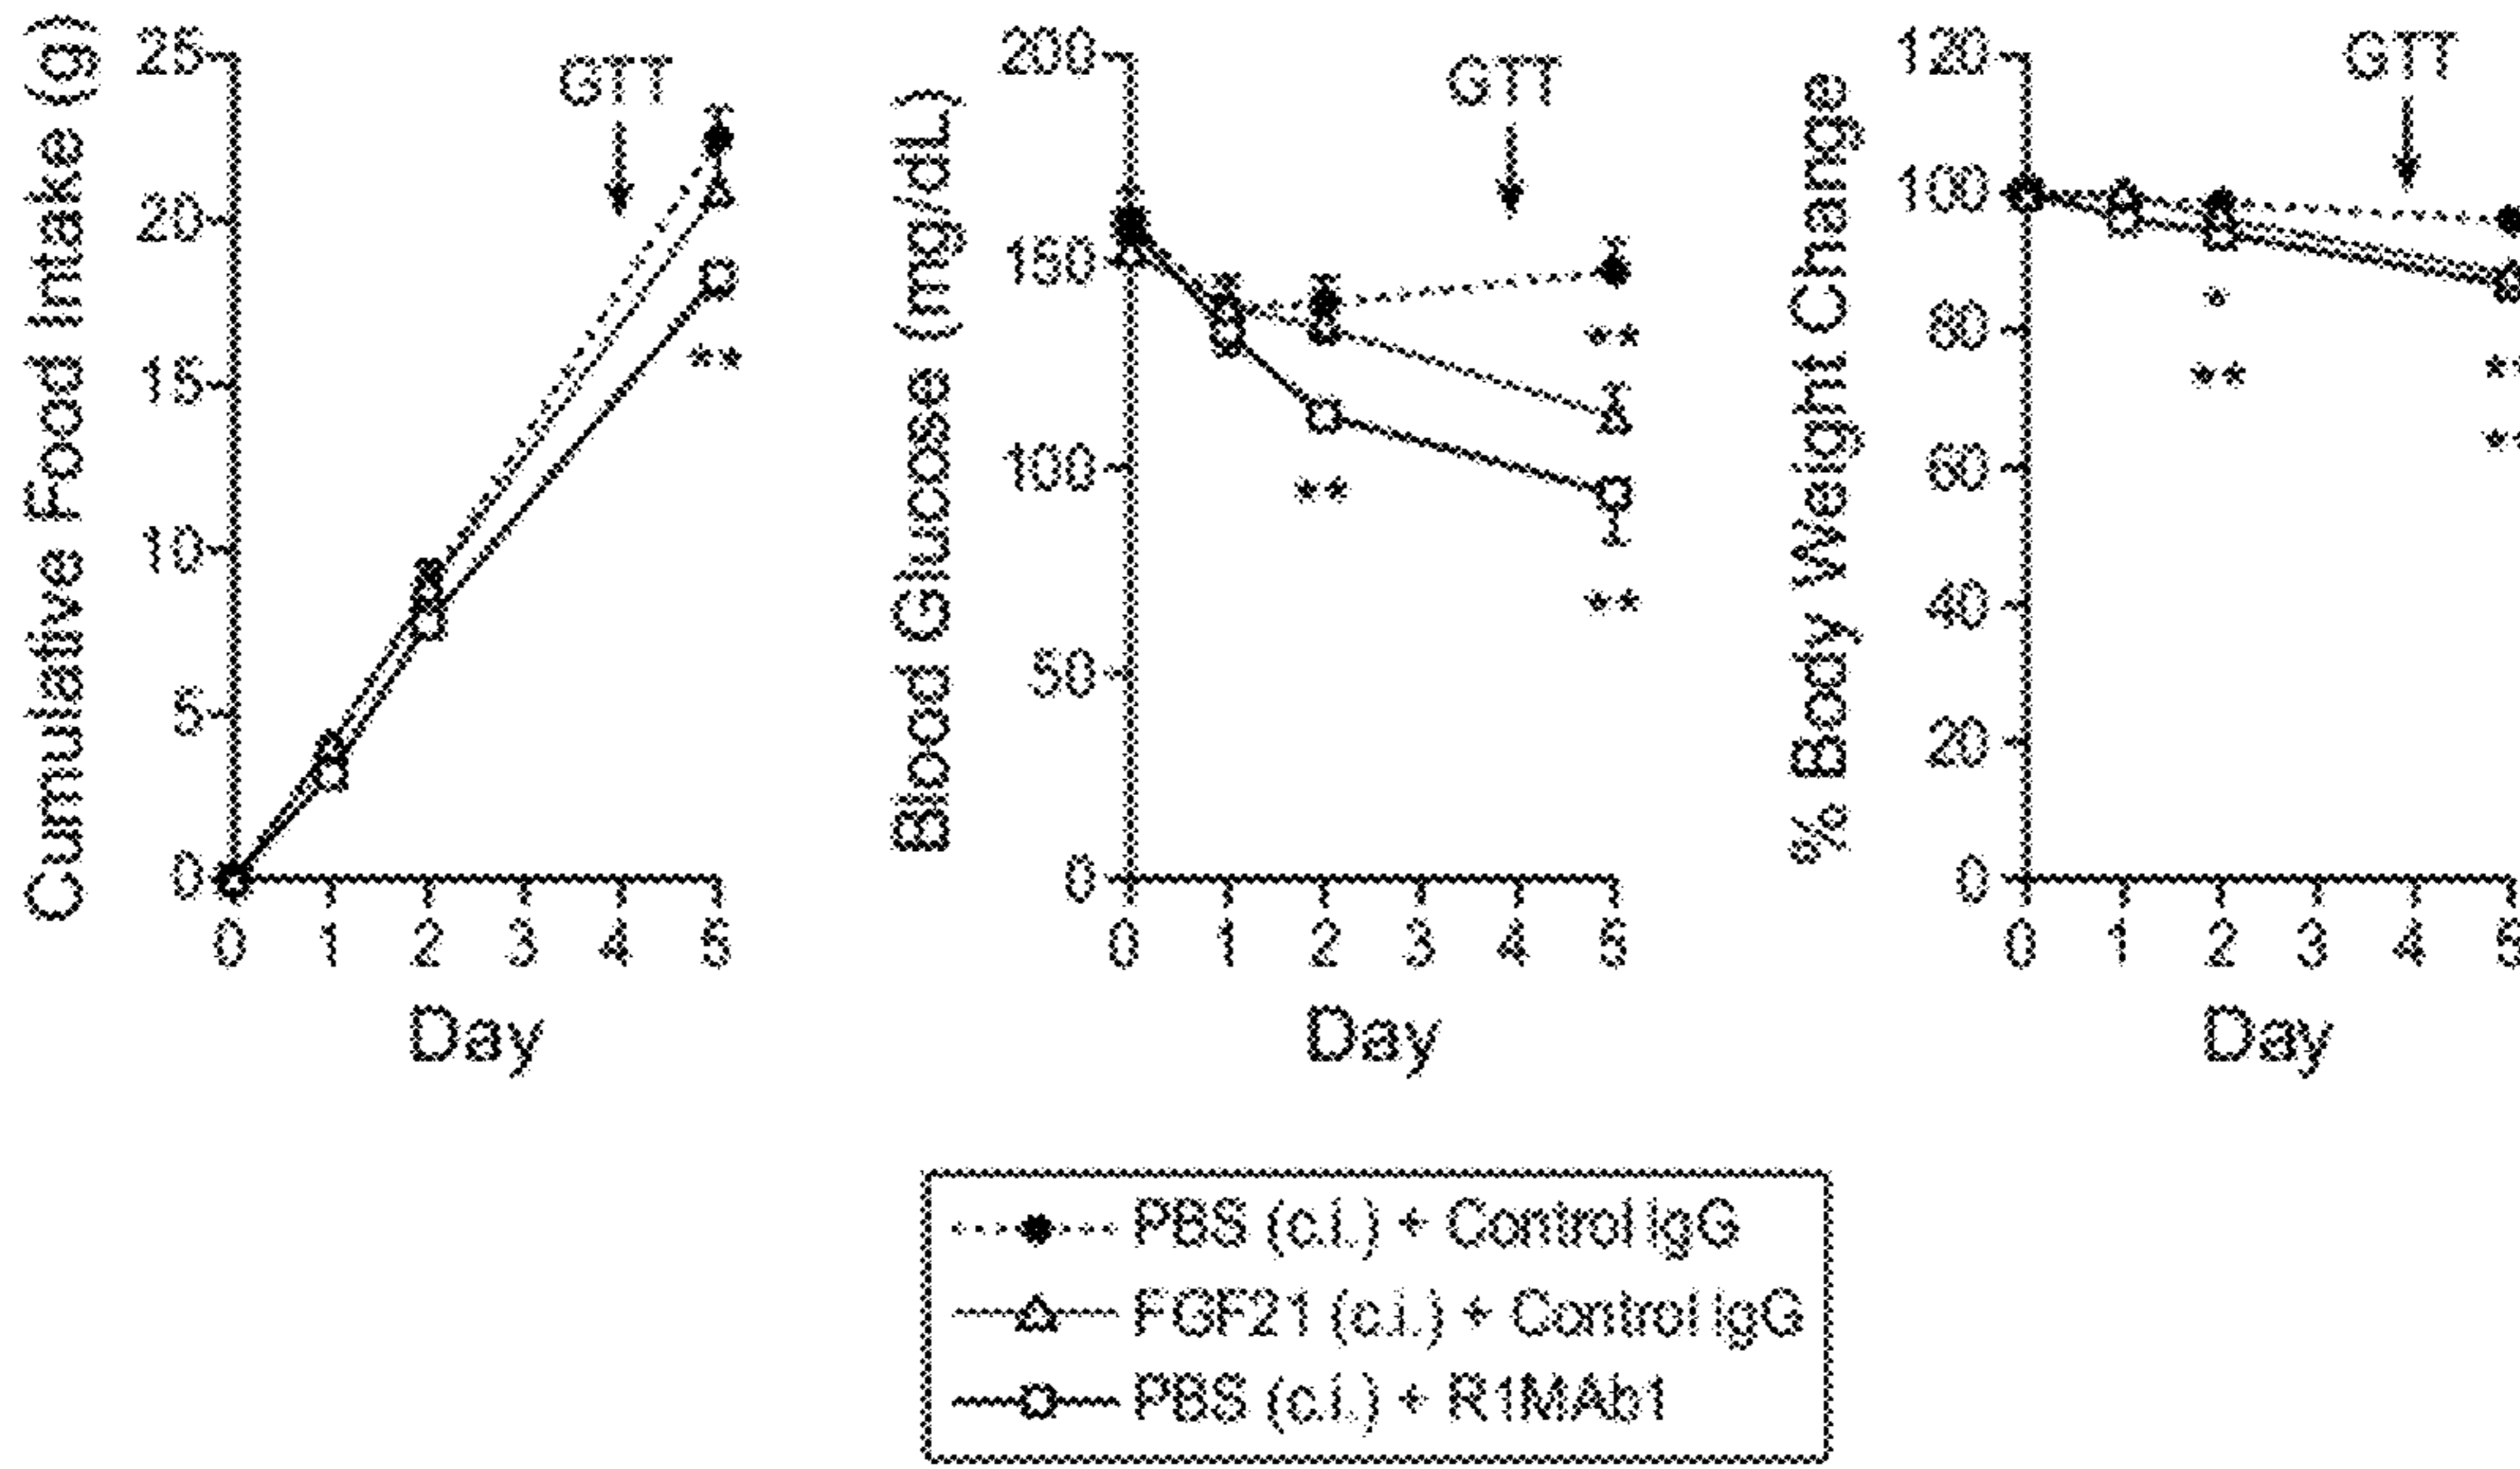 Cumulative Food Intake (g)
25
20
15
10
5
0
GTT
**
0 1 2 3 4 5
Day
Blood Glucose (mg/dL)
200
150
100
50
0
GTT
**
**
**
0 1 2 3 4 5
Day
% Body Weight Change
120
100
80
60
40
20
0
GTT
*
**
**
**
0 1 2 3 4 5
Day
PBS (c.i.) + Control IgG
FGF21 (c.i.) + Control IgG
PBS (c.i.) + R1MAb1